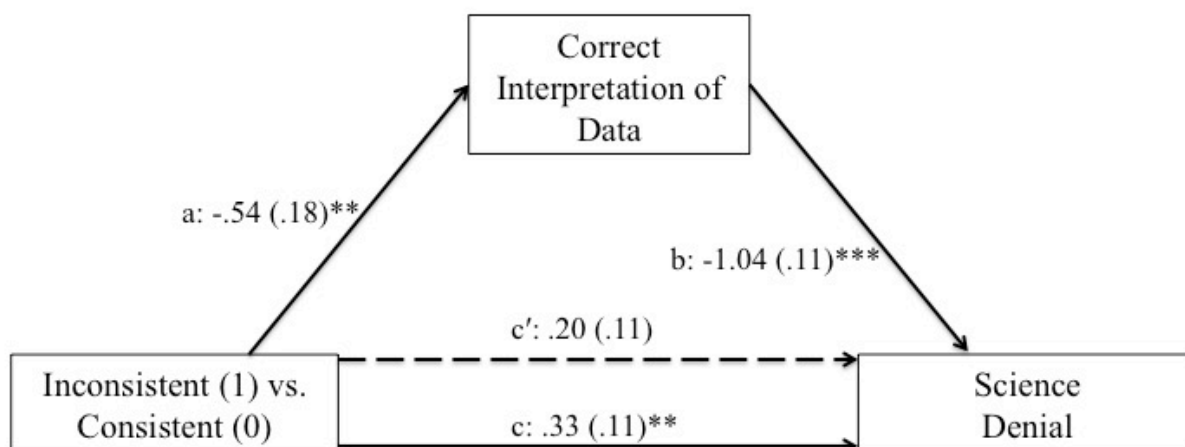 Correct
Interpretation of
Data
a: -.54 (.18)**
b: -1.04 (.11)***
c′: .20 (.11)
Inconsistent (1) vs.
Consistent (0)
Science
Denial
c: .33 (.11)**